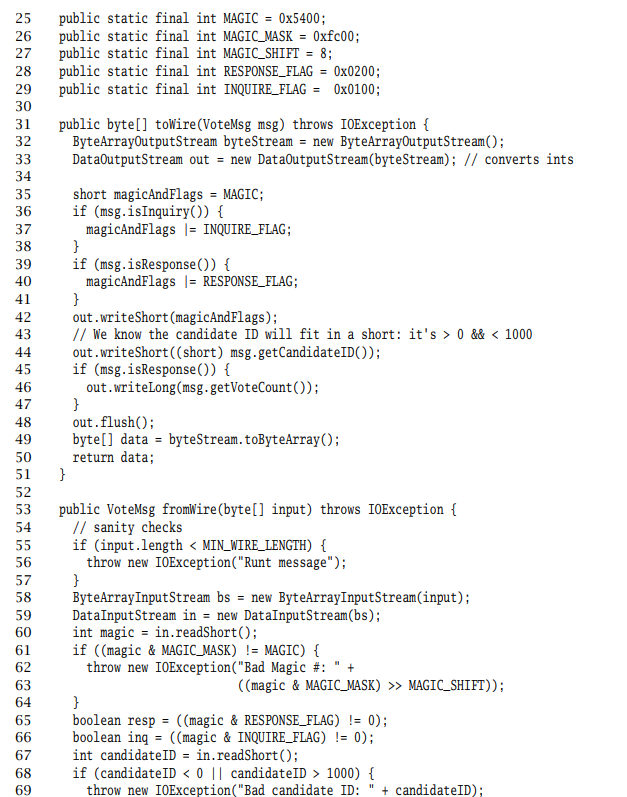 25 public static final int MAGIC = 0x5400;
26 public static final int MAGIC_MASK = 0xfc00;
27 public static final int MAGIC_SHIFT = 8;
28 public static final int RESPONSE_FLAG = 0x0200;
29 public static final int INQUIRE_FLAG =  0x0100;
30
31 public byte[] toWire(VoteMsg msg) throws IOException {
32   ByteArrayOutputStream byteStream = new ByteArrayOutputStream();
33   DataOutputStream out = new DataOutputStream(byteStream); // converts ints
34
35   short magicAndFlags = MAGIC;
36   if (msg.isInquiry()) {
37     magicAndFlags |= INQUIRE_FLAG;
38   }
39   if (msg.isResponse()) {
40     magicAndFlags |= RESPONSE_FLAG;
41   }
42   out.writeShort(magicAndFlags);
43   // We know the candidate ID will fit in a short: it's > 0 && < 1000
44   out.writeShort((short) msg.getCandidateID());
45   if (msg.isResponse()) {
46     out.writeLong(msg.getVoteCount());
47   }
48   out.flush();
49   byte[] data = byteStream.toByteArray();
50   return data;
51 }
52
53 public VoteMsg fromWire(byte[] input) throws IOException {
54   // sanity checks
55   if (input.length < MIN_WIRE_LENGTH) {
56     throw new IOException("Runt message");
57   }
58   ByteArrayInputStream bs = new ByteArrayInputStream(input);
59   DataInputStream in = new DataInputStream(bs);
60   int magic = in.readShort();
61   if ((magic & MAGIC_MASK) != MAGIC) {
62     throw new IOException("Bad Magic #: " +
63                           ((magic & MAGIC_MASK) >> MAGIC_SHIFT));
64   }
65   boolean resp = ((magic & RESPONSE_FLAG) != 0);
66   boolean inq = ((magic & INQUIRE_FLAG) != 0);
67   int candidateID = in.readShort();
68   if (candidateID < 0 || candidateID > 1000) {
69     throw new IOException("Bad candidate ID: " + candidateID);